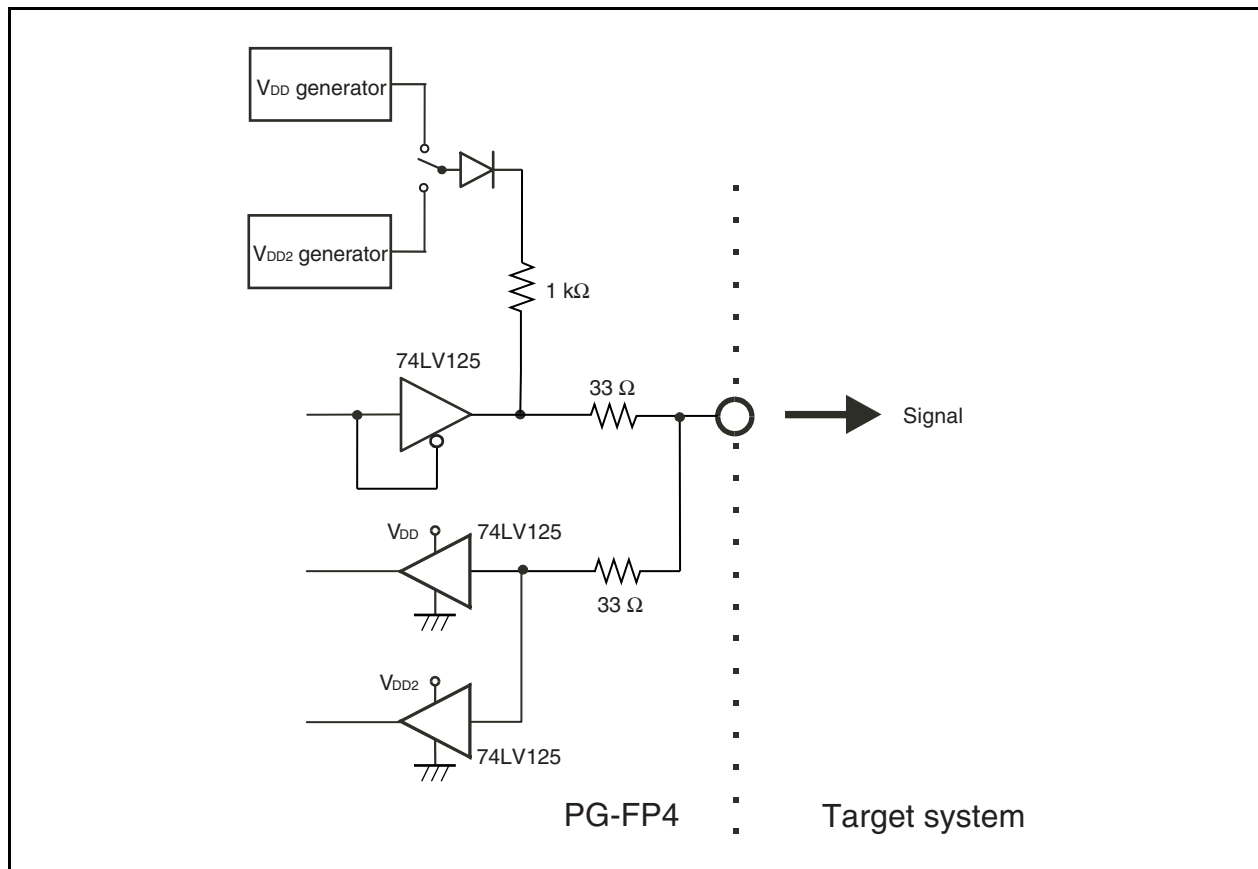 VDD generator
VDD2 generator
1 kΩ
74LV125
33 Ω
Signal
VDD
74LV125
33 Ω
VDD2
74LV125
PG-FP4
Target system